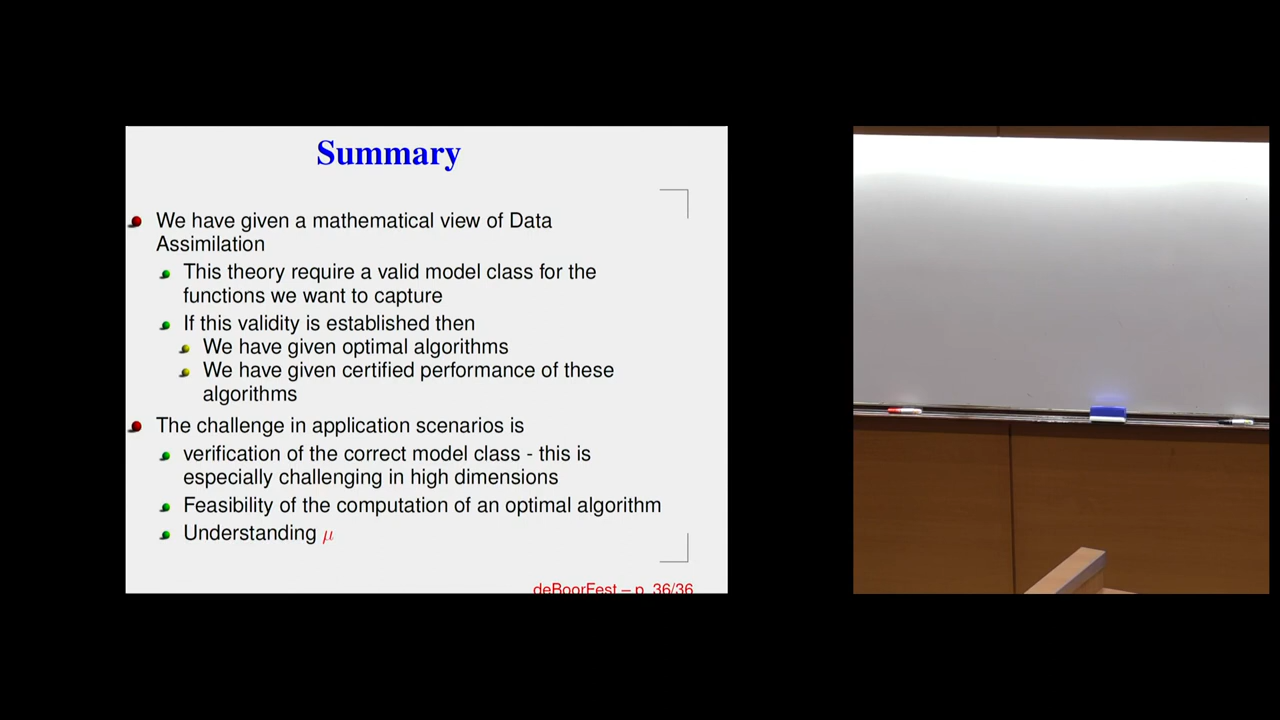 Summary
We have given a mathematical view of Data
Assimilation
This theory require a valid model class for the
functions we want to capture
If this validity is established then
We have given optimal algorithms
We have given certified performance of these
algorithms
The challenge in application scenarios is
verification of the correct model class - this is
especially challenging in high dimensions
Feasibility of the computation of an optimal algorithm
Understanding μ
deBoorFest – p. 36/36